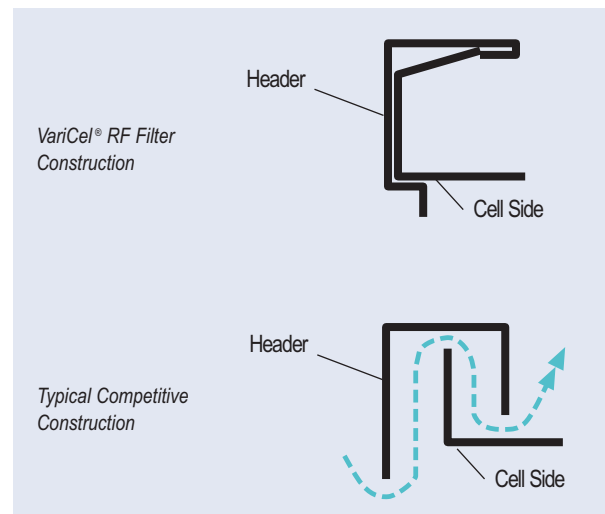 Header
VariCel® RF Filter
Construction
Cell Side
Header
Typical Competitive
Construction
Cell Side